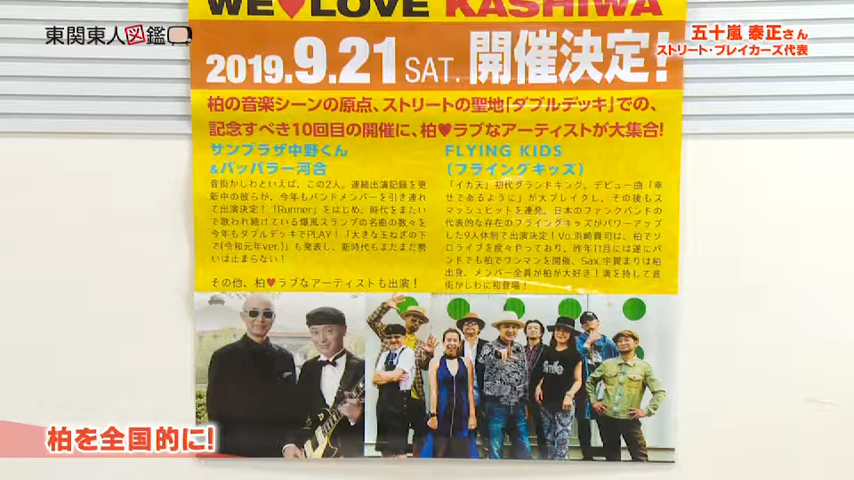 WE♥LOVE KASHIWA
東関東人図鑑
五十嵐 泰正さん
ストリート・ブレイカーズ代表
2019.9.21 SAT. 開催決定!
柏の音楽シーンの原点、ストリートの聖地「ダブルデッキ」での、
記念すべき10回目の開催に、柏♥ラブなアーティストが大集合!
サンプラザ中野くん
&パッパラー河合
音街かしわといえば、この2人。連続出演記録を更
新中の彼らが、今年もバンドメンバーを引き連れ
て出演決定!「Runner」をはじめ、時代をまたい
で歌われ続けている爆風スランプの名曲の数々を
今年もダブルデッキでPLAY!「大きな玉ねぎの下
で(令和元年ver.)」も発表し、新時代もまだまだ勢
いは止まらない!
その他、柏♥ラブなアーティストも出演!
FLYING KIDS
(フライングキッズ)
「イカ天」初代グランドキング。デビュー曲「幸
せであるように」が大ブレイクし、その後もス
マッシュヒットを連発。日本のファンクバンドの
代表的な存在のフライングキッズがパワーアップ
した9人体制で出演決定!Vo.浜崎貴司は、柏でソ
ロライブを度々やっており、昨年11月には遂にバ
ンドでも柏でワンマンを開催、Sax.宇賀まりは柏
出身、メンバー全員が柏が大好き!満を持して音
街かしわに初登場!
柏を全国的に!